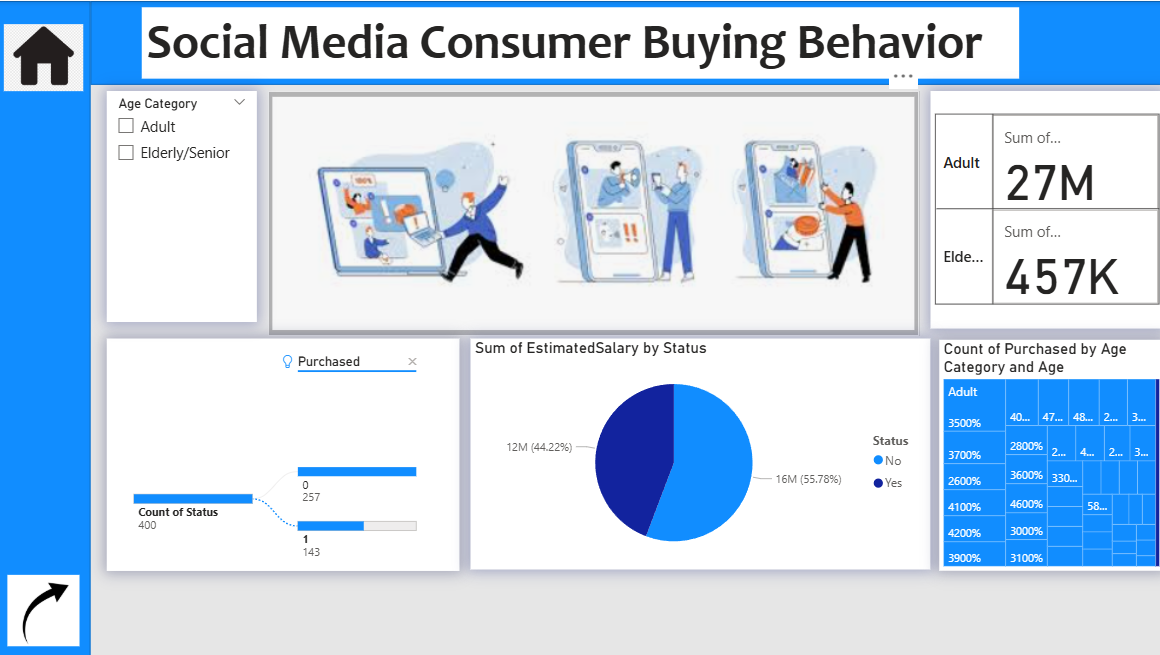 Social Media Consumer Buying Behavior
Age Category
Adult
Elderly/Senior
100%
Adult
Sum of...
27M
Elde...
Sum of...
457K
Purchased
0
257
Count of Status
400
1
143
Sum of EstimatedSalary by Status
12M (44.22%)
16M (55.78%)
Status
No
Yes
Count of Purchased by Age
Category and Age
Adult
3500%
3700%
2600%
4100%
4200%
3900%
40...
47...
48...
2...
3...
2800%
2...
4...
2...
3...
3600%
330...
4600%
58...
3000%
3100%